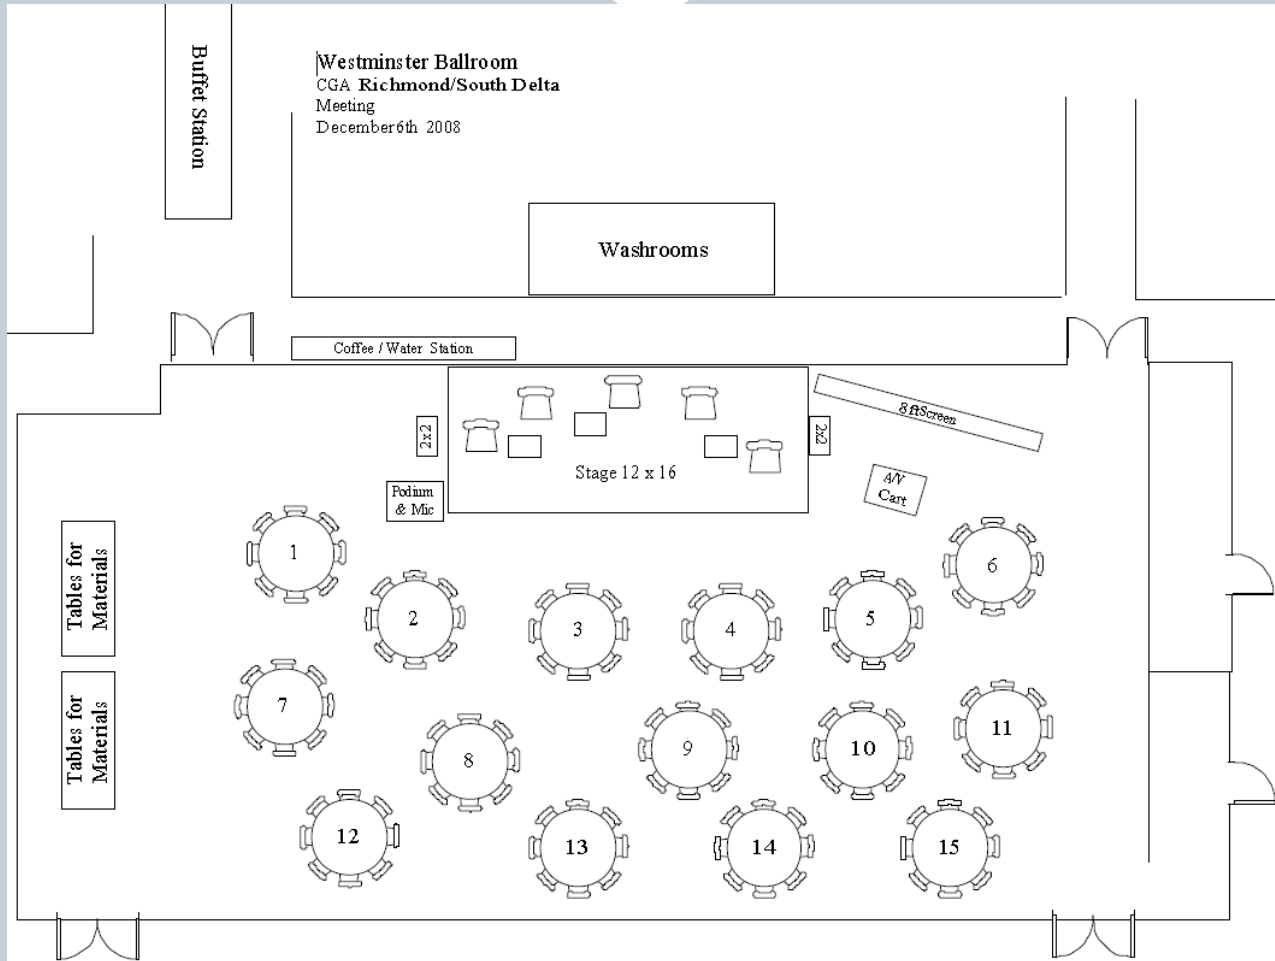 Buffet Station
Westminster Ballroom
CGA Richmond/South Delta
Meeting
December6th 2008
Washrooms
Coffee / Water Station
8ftScreen
2x2
2x2
Stage 12 x 16
A/V
Cart
Podium
& Mic
Tables for
Materials
1
2
3
4
5
6
Tables for
Materials
7
8
9
10
11
12
13
14
15